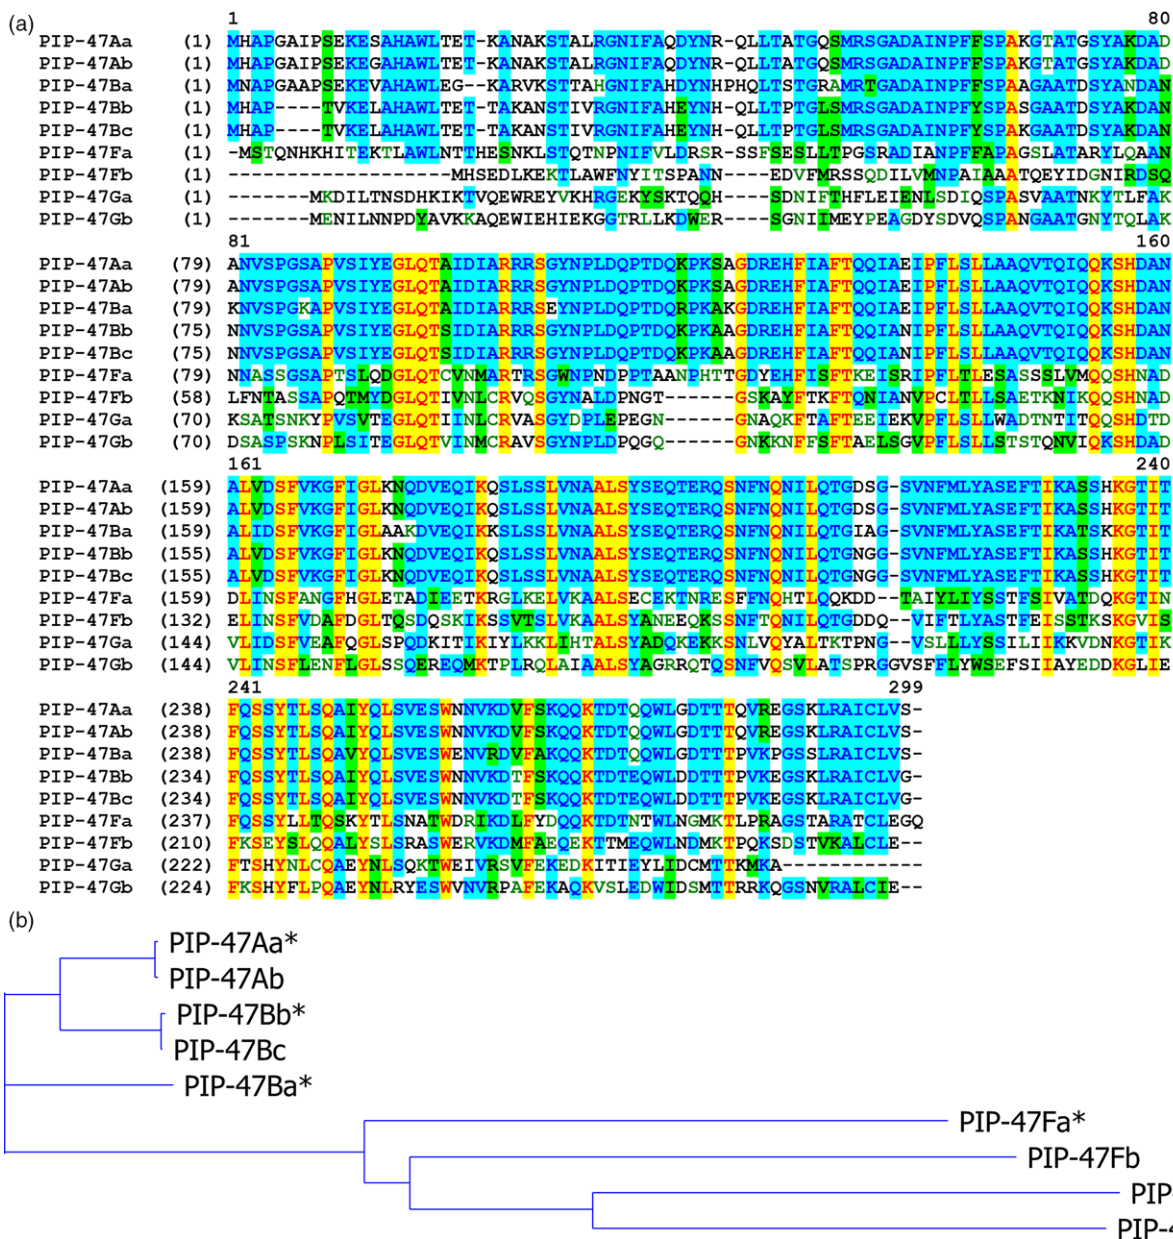 (a)
1 80
PIP-47Aa (1) MHAPGAIPSEKESAHAWLTET-KANAKSTALRGNIFAQDYNR-QLLTATGQSMRSGADAINPFFSPAKGTATGSYAKDAD
PIP-47Ab (1) MHAPGAIPSEKEGAHAWLTET-KANAKSTALRGNIFAQDYNR-QLLTATGQSMRSGADAINPFFSPAKGTATGSYAKDAD
PIP-47Ba (1) MNAPGAAPSEKEVAHAWLEG--KARVKSTTAHGNIFAHDYNHPHQLTSTGRAMRTGADAINPFFSPAAGAATDSYANDAN
PIP-47Bb (1) MHAP----TVKELAHAWLTET-TAKANSTIVRGNIFAHEYNH-QLLTPTGLSMRSGADAINPFYSPAKGAATDSYAKDAN
PIP-47Bc (1) MHAP----TVKELAHAWLTET-TAKANSTIVRGNIFAHEYNH-QLLTPTGLSMRSGADAINPFYSPAKGAATDSYAKDAN
PIP-47Fa (1) -MSTQNHKHITEKTLAWLNTTHESNKLSTQTNPNIFVLDRSR-SSFSESLLTPGSRADIANPFFAPAGSLATARYLQAAN
PIP-47Fb (1) -------------------MHSEDLKEKTLAWFNYITSPANN----EDVFMRSSQDILVMNPAIAAATQEYIDGNIRDSQ
PIP-47Ga (1) -------MKDILTNSDHKIKTVQEWREYVKHRGEKYSKTQQH----SDNIFTHFLEIENLSDIQSPASVAATNKYTLFAK
PIP-47Gb (1) -------MENILNNPDYAVKKAQEWIEHIEKGGTRLLKDWER----SGNIIMEYPEAGDYSDVQSPANGAATGNYTQLAK
81 160
PIP-47Aa (79) ANVSPGSAPVSIYEGLQTAIDIARRRSGYNPLDQPTDQKPKSAGDREHFIAFTQQIAEIPFLSLLAAQVTQIQQKSHDAN
PIP-47Ab (79) ANVSPGSAPVSIYEGLQTAIDIARRRSGYNPLDQPTDQKPKSAGDREHFIAFTQQIAEIPFLSLLAAQVTQIQQKSHDAN
PIP-47Ba (79) KNVSPGKAPVSIYEGLQTAIDIARRRSEYNPLDQPTDQRPKAKGDREHFIAFTQQIAEIPFLSLLAAQVTQIQQKSHDAN
PIP-47Bb (75) NNVSPGSAPVSIYEGLQTSIDIARRRSGYNPLDQPTDQKPKAAGDREHFIAFTQQIANIPFLSLLAAQVTQIQQKSHDAN
PIP-47Bc (75) NNVSPGSAPVSIYEGLQTSIDIARRRSGYNPLDQPTDQKPKAAGDREHFIAFTQQIANIPFLSLLAAQVTQIQQKSHDAN
PIP-47Fa (79) NNASSGSAPTSLQDGLQTCVNMARTRSGWNPNDPPTAANPHTTGDYEHFISFTKEISRIPFLTLESASSSLVMQQSHNAD
PIP-47Fb (58) LFNTASSAPQTMYDGLQTIVNLCRVQSGYNALDPNGT------GSKAYFTKFTQNIANVPCLTLLSAETKNIKQQSHNAD
PIP-47Ga (70) KSATSNKYPVSVTEGLQTIINLCRVASGYDPLEPEGN------GNAQKFTAFTEEIEKVPFLSLLWADTNTITQQSHTD
PIP-47Gb (70) DSASPSKNPLSITEGLQTVINMCRAVSGYNPLDPQGQ------GNKKNFFSFTAELSGVPFLSLLSTSTQNVIQKSHDAD
161 240
PIP-47Aa (159) ALVDSFVKGFIGLKNQDVEQIKQSLSSLVNAALSYSEQTERQSNFNQNILQTGDSG-SVNFMLYASEFTIKASSHKGTIT
PIP-47Ab (159) ALVDSFVKGFIGLKNQDVEQIKQSLSSLVNAALSYSEQTERQSNFNQNILQTGDSG-SVNFMLYASEFTIKASSHKGTIT
PIP-47Ba (159) ALVDSFVKGFIGLAAKDVEQIKKSLSSLVNAALSYSEQTERQSNFNQNILQTGIAG-SVNFMLYASEFTIKATSKKGTIT
PIP-47Bb (155) ALVDSFVKGFIGLKNQDVEQIKQSLSSLVNAALSYSEQTERQSNFNQNILQTGNGG-SVNFMLYASEFTIKASSHKGTIT
PIP-47Bc (155) ALVDSFVKGFIGLKNQDVEQIKQSLSSLVNAALSYSEQTERQSNFNQNILQTGNGG-SVNFMLYASEFTIKASSHKGTIT
PIP-47Fa (159) DLINSFANGFHGLETADIEETKRGLKELVKAALSECEKTNRESFFNQHTLQQKDD--TAIYLIYSSTFSIVATDQKGTIN
PIP-47Fb (132) ELINSFVDAFDGLTQSDQSKIKSSVTSLVKAALSYANEEQKSSNFTQNILQTGDDQ--VIFTLYASTFEISSTKSKGVIS
PIP-47Ga (144) VLIDSFVEAFQGLSPQDKITIKIYLKKLIHTALSYADQKEKKSNLVQYALTKTPNG--VSLLLYSSILIIKKVDNKGTIK
PIP-47Gb (144) VLINSFLENFLGLSSQEREQMKTPLRQLAIAALSYAGRRQTQSNFVQSVLATSPRGGVSFFLYWSEFSIIAYEDDKGLIE
241 299
PIP-47Aa (238) FQSSYTLSQAIYQLSVESWNNVKDVFSKQQKTDTQQWLGDTTTQVREGSKLRAICLVS-
PIP-47Ab (238) FQSSYTLSQAIYQLSVESWNNVKDVFSKQQKTDTQQWLGDTTTQVREGSKLRAICLVS-
PIP-47Ba (238) FQSSYTLSQAVYQLSVESWENVRDVFAKQQKTDTQQWLGDTTTPVKPGSSLRAICLVS-
PIP-47Bb (234) FQSSYTLSQAIYQLSVESWNNVKDTFSKQQKTDTEQWLDDTTTPVKEGSKLRAICLVG-
PIP-47Bc (234) FQSSYTLSQAIYQLSVESWNNVKDTFSKQQKTDTEQWLDDTTTPVKEGSKLRAICLVG-
PIP-47Fa (237) FQSSYLLTQSKYTLSNATWDRIKDLFYDQQKTDTNTWLNGMKTLPRAGSTARATCLEGQ
PIP-47Fb (210) FKSEYSLQQALYSLSRASWERVKDMFAEQEKTTMEQWLNDMKTPQKSDSTVKALCLE--
PIP-47Ga (222) FTSHYNLCQAEYNLSQKTWEIVRSVFEKEDKITIEYLIDCMTTKMKA------------
PIP-47Gb (224) FKSHYFLPQAEYNLRYESWVNVRPAFEKAQKVSLEDWIDSMTTRRKQGSNVRALCIE--
(b)
PIP-47Aa*
PIP-47Ab
PIP-47Bb*
PIP-47Bc
PIP-47Ba*
PIP-47Fa*
PIP-47Fb
PIP-
PIP-4